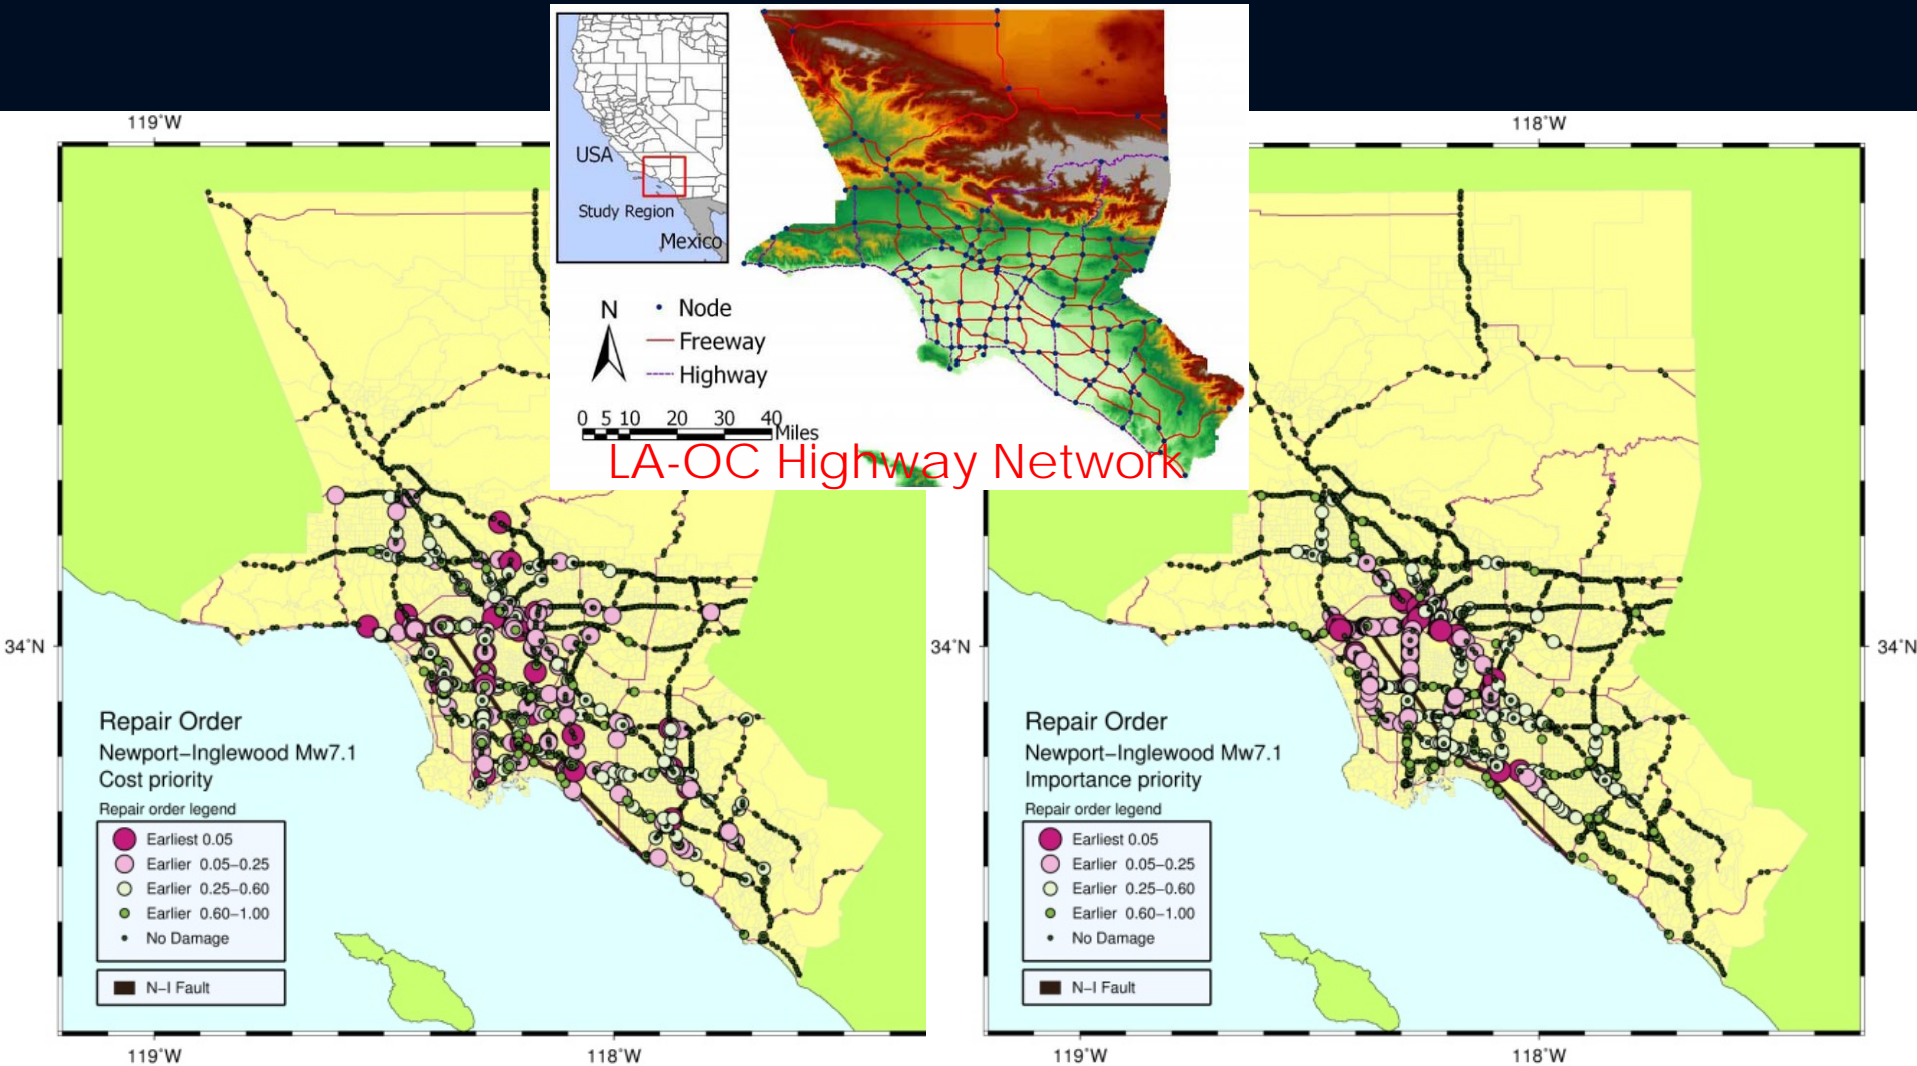 USA
Study Region
Mexico
N
Node
Freeway
Highway
0 5 10 20 30 40
Miles
LA-OC Highway Network
119°W
34°N
Repair Order
Newport−Inglewood Mw7.1
Cost priority
Repair order legend
Earliest 0.05
Earlier 0.05−0.25
Earlier 0.25−0.60
Earlier 0.60−1.00
No Damage
N−I Fault
119°W
118°W
118°W
34°N
34°N
Repair Order
Newport−Inglewood Mw7.1
Importance priority
Repair order legend
Earliest 0.05
Earlier 0.05−0.25
Earlier 0.25−0.60
Earlier 0.60−1.00
No Damage
N−I Fault
119°W
118°W